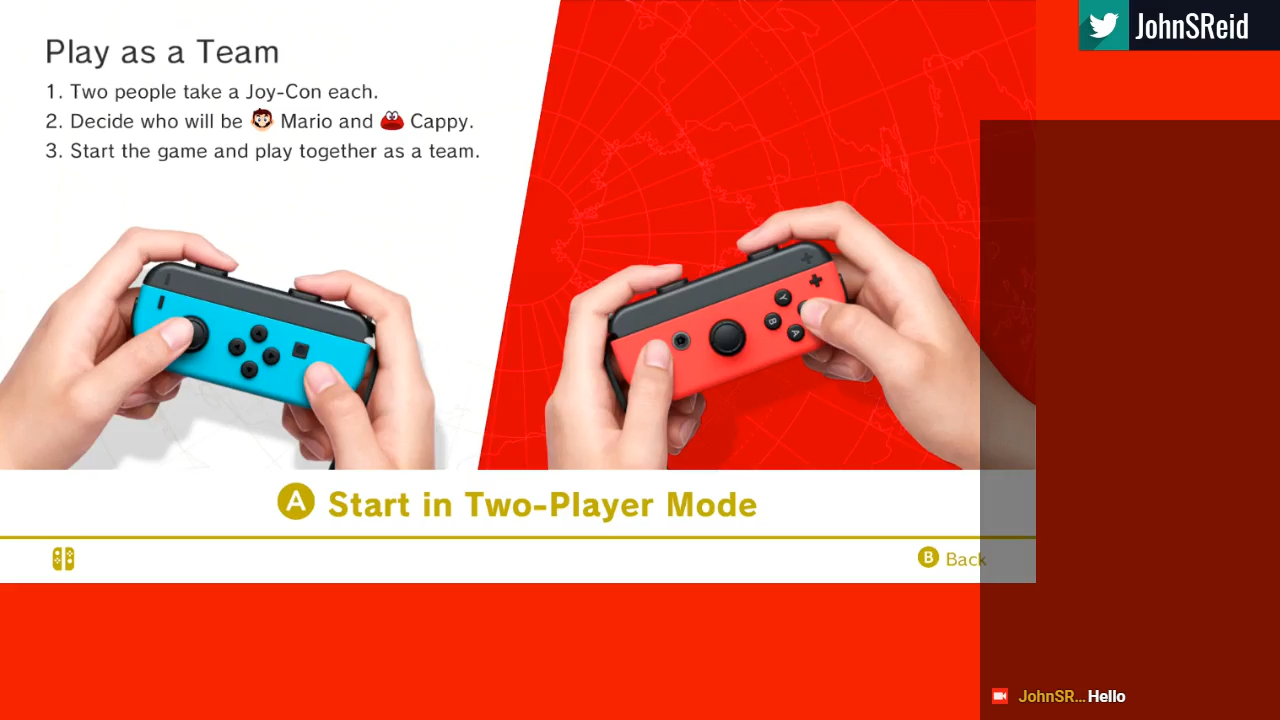 JohnSReid
Play as a Team
1. Two people take a Joy-Con each.
2. Decide who will be Mario and Cappy.
3. Start the game and play together as a team.
Y
B
A
A Start in Two-Player Mode
B Back
JohnSR... Hello